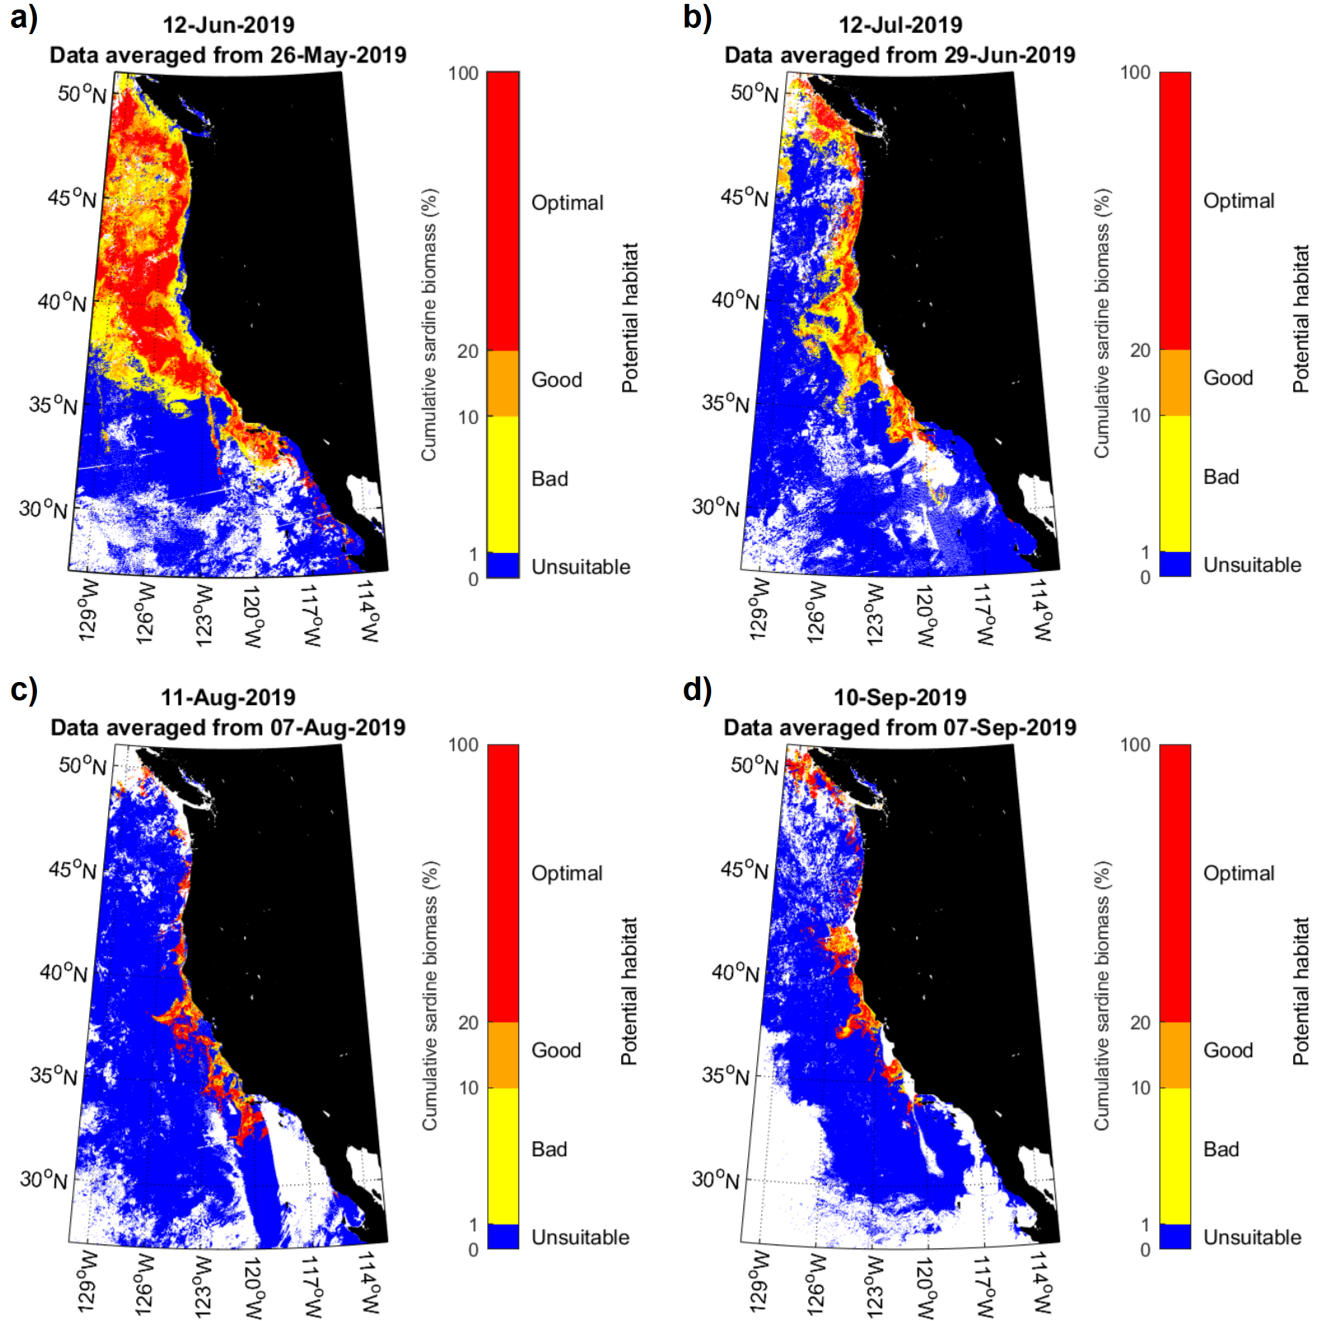 a)
12-Jun-2019
Data averaged from 26-May-2019
50°N
45°N
40°N
35°N
30°N
129°W
126°W
123°W
120°W
117°W
114°W
100
20
10
1
0
Cumulative sardine biomass (%)
Optimal
Good
Bad
Unsuitable
Potential habitat
b)
12-Jul-2019
Data averaged from 29-Jun-2019
50°N
45°N
40°N
35°N
30°N
129°W
126°W
123°W
120°W
117°W
114°W
100
20
10
1
0
Cumulative sardine biomass (%)
Optimal
Good
Bad
Unsuitable
Potential habitat
c)
11-Aug-2019
Data averaged from 07-Aug-2019
50°N
45°N
40°N
35°N
30°N
129°W
126°W
123°W
120°W
117°W
114°W
100
20
10
1
0
Cumulative sardine biomass (%)
Optimal
Good
Bad
Unsuitable
Potential habitat
d)
10-Sep-2019
Data averaged from 07-Sep-2019
50°N
45°N
40°N
35°N
30°N
129°W
126°W
123°W
120°W
117°W
114°W
100
20
10
1
0
Cumulative sardine biomass (%)
Optimal
Good
Bad
Unsuitable
Potential habitat